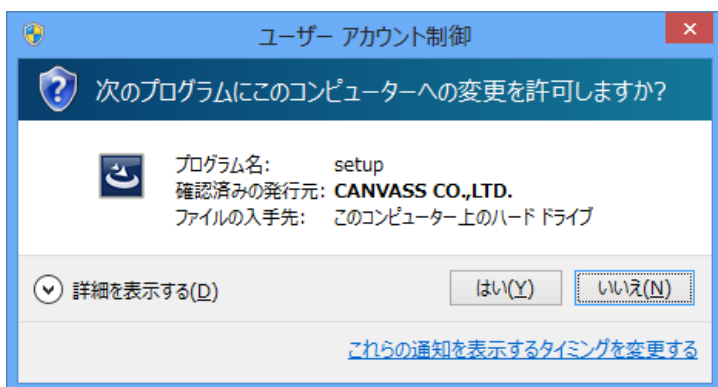 ユーザー アカウント制御
次のプログラムにこのコンピューターへの変更を許可しますか?
プログラム名: setup
確認済みの発行元: CANVASS CO.,LTD.
ファイルの入手先: このコンピューター上のハード ドライブ
詳細を表示する(D) はい(Y) いいえ(N)
これらの通知を表示するタイミングを変更する